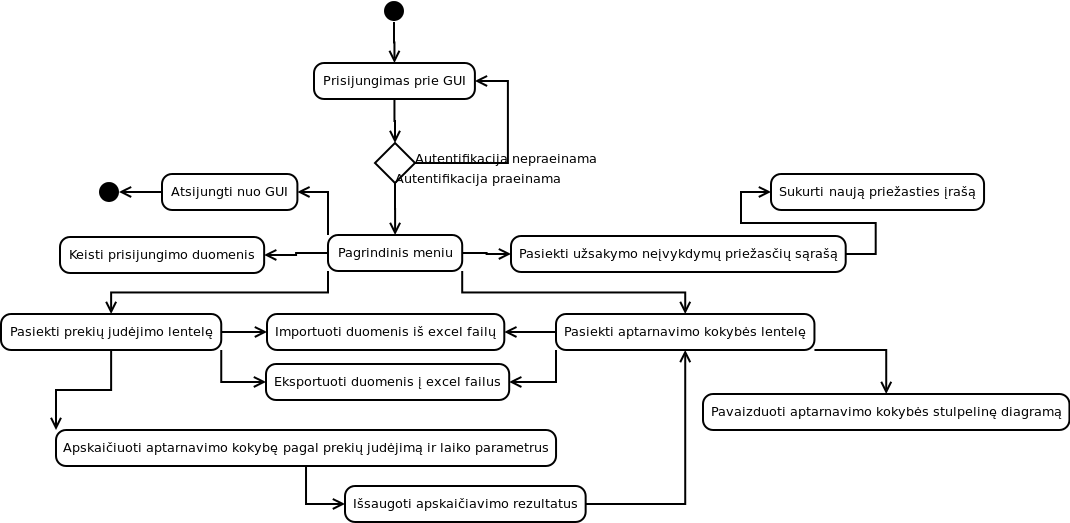 Prisijungimas prie GUI
Autentifikacija nepraeinama
Autentifikacija praeinama
Atsijungti nuo GUI
Sukurti naują priežasties įrašą
Keisti prisijungimo duomenis
Pagrindinis meniu
Pasiekti užsakymo neįvykdymų priežasčių sąrašą
Pasiekti prekių judėjimo lentelę
Importuoti duomenis iš excel failų
Pasiekti aptarnavimo kokybės lentelę
Eksportuoti duomenis į excel failus
Pavaizduoti aptarnavimo kokybės stulpelinę diagramą
Apskaičiuoti aptarnavimo kokybę pagal prekių judėjimą ir laiko parametrus
Išsaugoti apskaičiavimo rezultatus